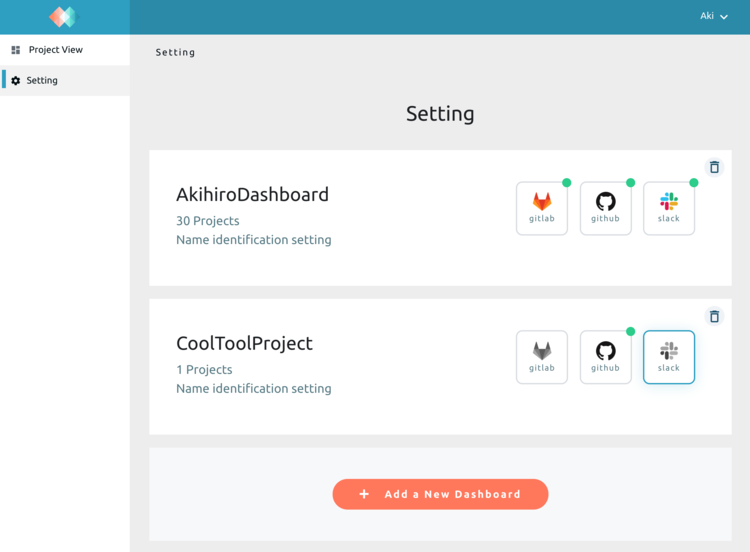 Aki
Project View
Setting
Setting
Setting
AkihiroDashboard
30 Projects
Name identification setting
gitlab
github
slack
CoolToolProject
1 Projects
Name identification setting
gitlab
github
slack
+ Add a New Dashboard